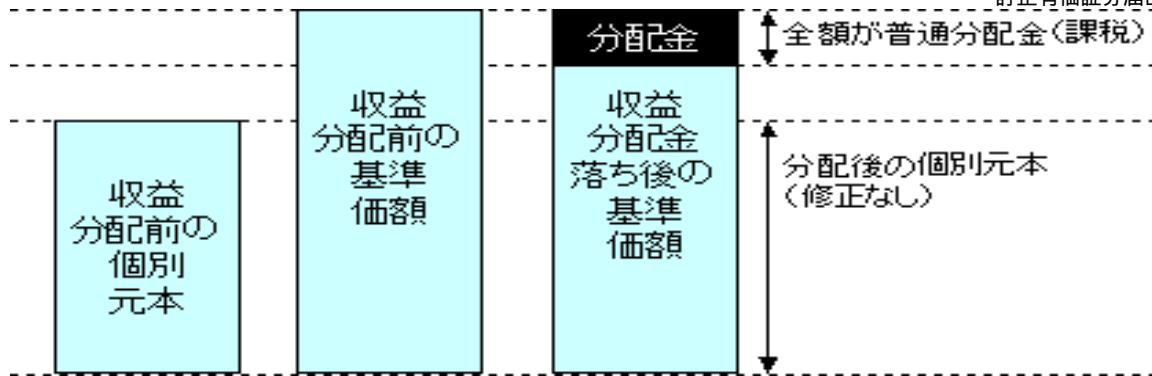 分配金
全額が普通分配金(課税)
収益
分配前の
基準
価額
収益
分配金
落ち後の
基準
価額
収益
分配前の
個別
元本
分配後の個別元本
(修正なし)